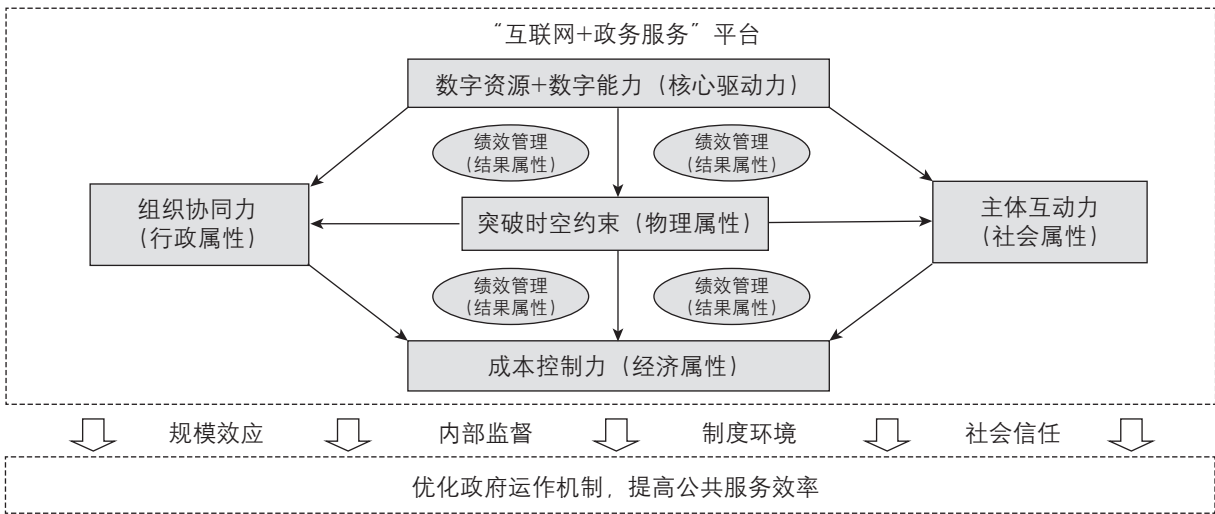 “互联网+政务服务”平台
数字资源+数字能力（核心驱动力）
绩效管理
（结果属性）
绩效管理
（结果属性）
组织协同力
（行政属性）
突破时空约束（物理属性）
主体互动力
（社会属性）
绩效管理
（结果属性）
绩效管理
（结果属性）
成本控制力（经济属性）
规模效应
内部监督
制度环境
社会信任
优化政府运作机制，提高公共服务效率